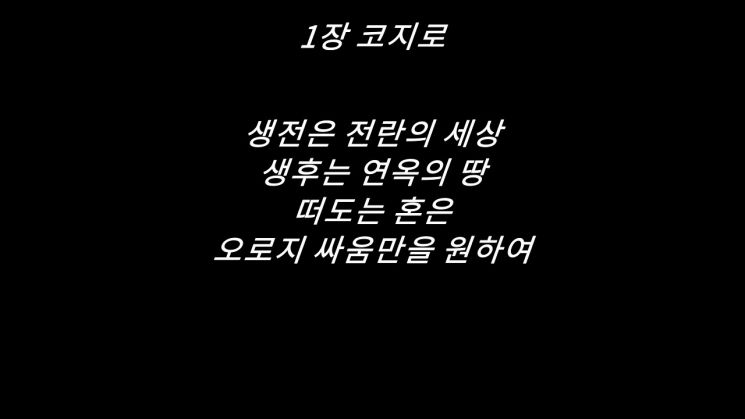 1장 코지로
생전은 전란의 세상
생후는 연옥의 땅
떠도는 혼은
오로지 싸움만을 원하여